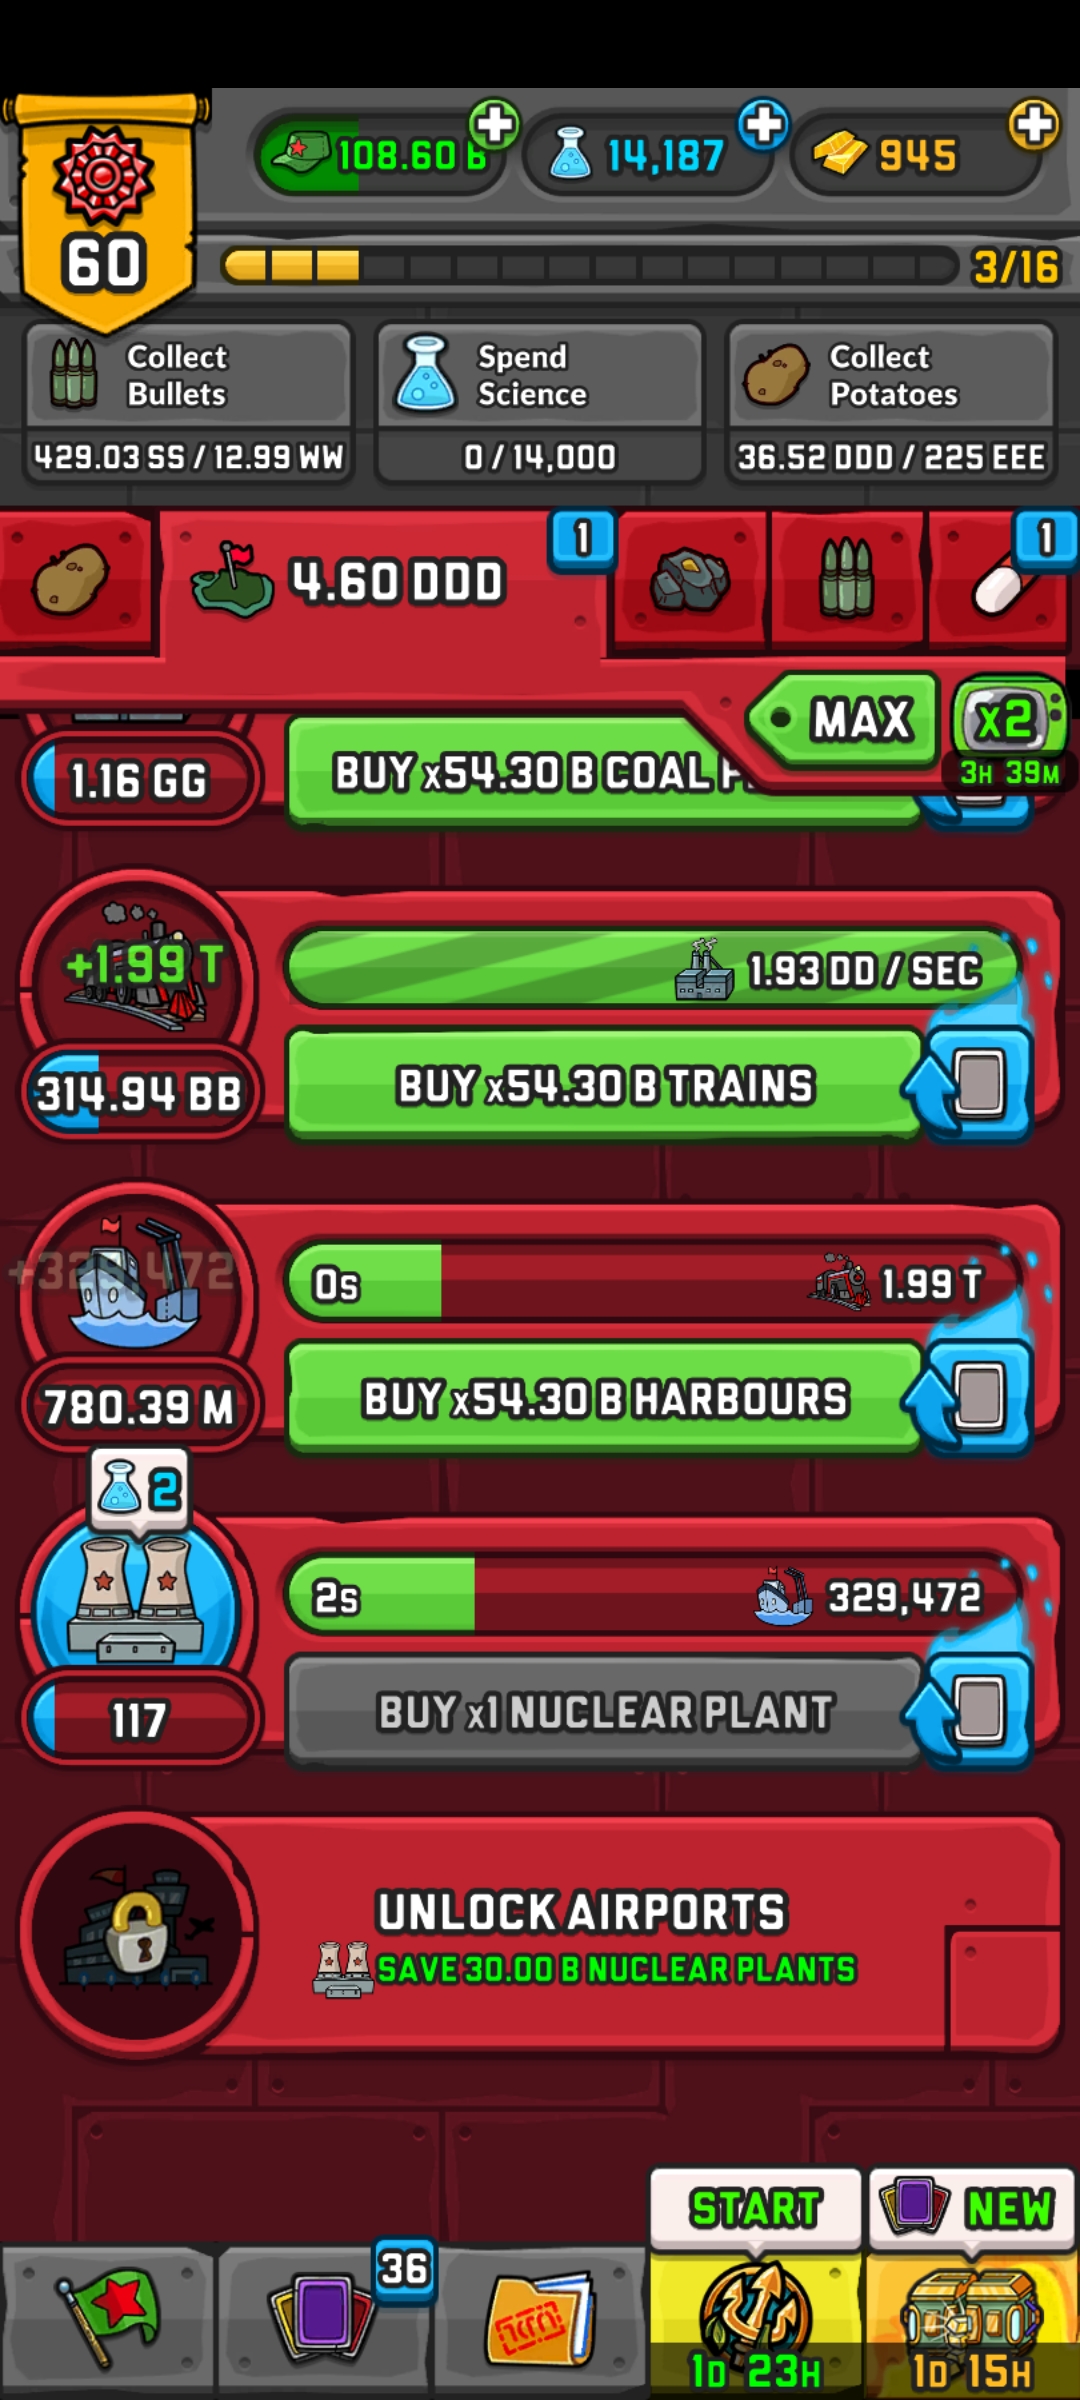 108.60 B
14,187
945
60
3/16
Collect
Bullets
Spend
Science
Collect
Potatoes
429.03 SS / 12.99 WW
0 / 14,000
36.52 DDD / 225 EEE
4.60 DDD
1
1
MAX
x2
3H 39M
1.16 GG
BUY x54.30 B COAL
+1.99 T
1.93 DD / SEC
314.94 BB
BUY x54.30 B TRAINS
+329,472
0s
1.99 T
780.39 M
BUY x54.30 B HARBOURS
2
2s
329,472
117
BUY x1 NUCLEAR PLANT
UNLOCK AIRPORTS
SAVE 30.00 B NUCLEAR PLANTS
START
NEW
36
1D 23H
1D 15H